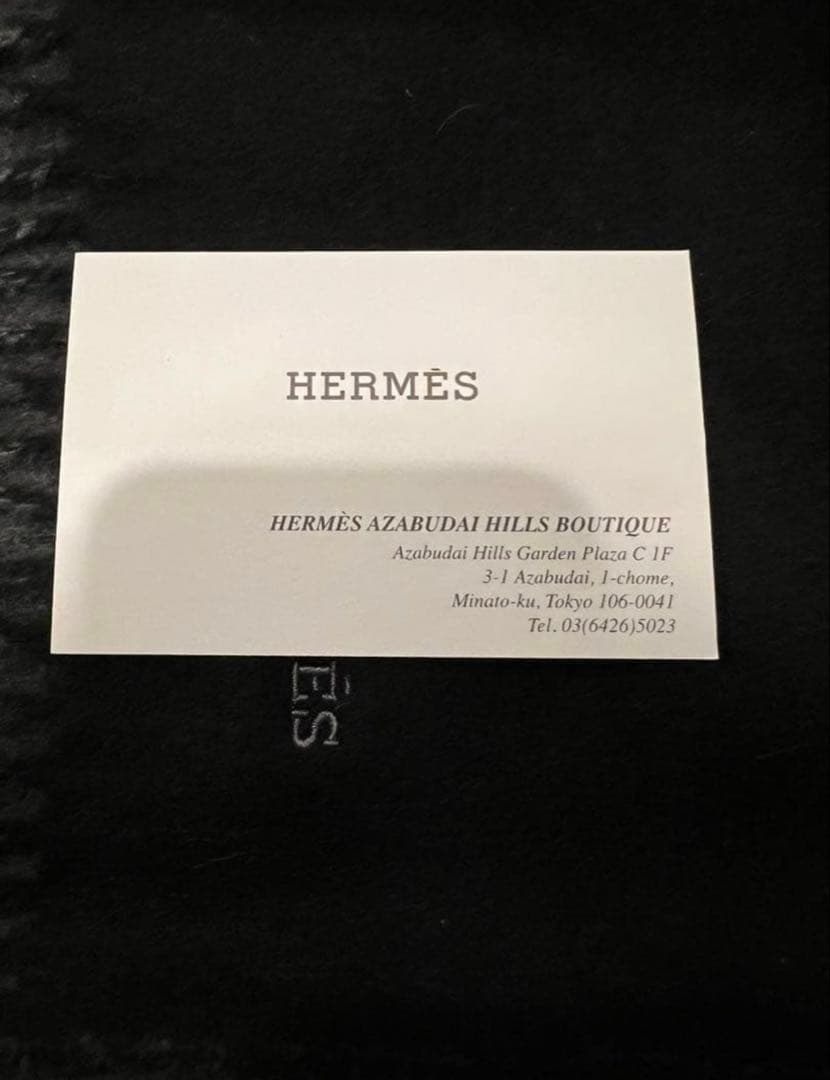 HERMÈS
HERMÈS AZABUDAI HILLS BOUTIQUE
Azabudai Hills Garden Plaza C 1F
3-1 Azabudai, 1-chome,
Minato-ku, Tokyo 106-0041
Tel. 03(6426)5023
ÈS